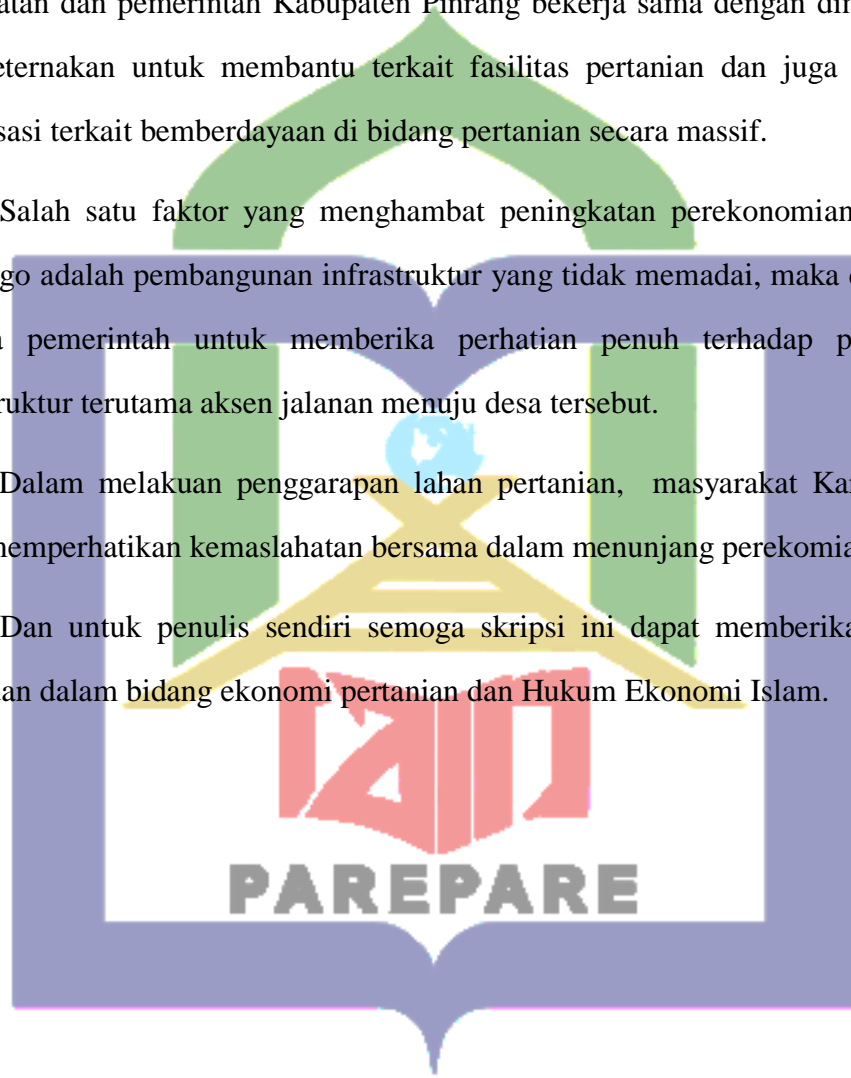 atan dan pemerintah Kabupaten Pinrang bekerja sama dengan
eternakan untuk membantu terkait fasilitas pertanian dan juga
sasi terkait bemberdayaan di bidang pertanian secara massif.
Salah satu faktor yang menghambat peningkatan perekonomian
go adalah pembangunan infrastruktur yang tidak memadai, maka
pemerintah untuk memberika perhatian penuh terhadap p
ruktur terutama aksen jalanan menuju desa tersebut.
Dalam melakuan penggarapan lahan pertanian, masyarakat Ka
memperhatikan kemaslahatan bersama dalam menunjang perekomia
Dan untuk penulis sendiri semoga skripsi ini dapat memberika
an dalam bidang ekonomi pertanian dan Hukum Ekonomi Islam.
iain
PAREPARE